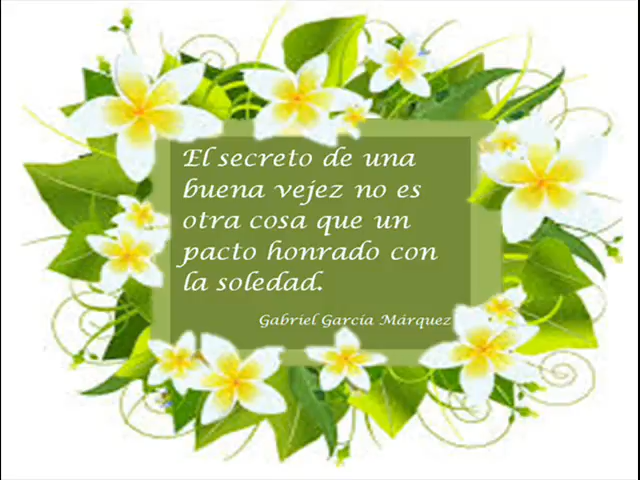 El secreto de una
buena vejez no es
otra cosa que un
pacto honrado con
la soledad.
Gabriel García Márquez